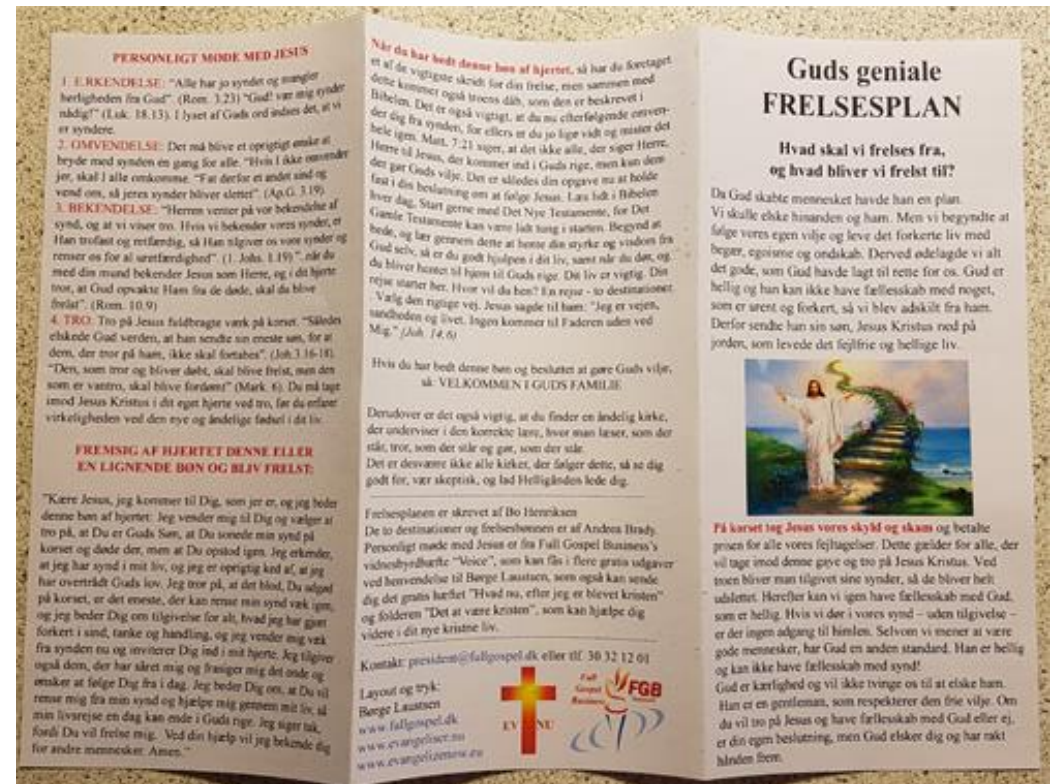 PERSONLIGT MØDE MED JESUS
1. ERKENDELSE: "Alle har jo syndet og mangler
herligheden fra Gud". (Rom. 3.23) "Gud! vær mig synder
nådig!" (Luk. 18.13). I lyset af Guds ord indses det, at vi
er syndere.
2. OMVENDELSE: Det må blive et oprigtigt ønske at
bryde med synden en gang for alle. "Hvis I ikke omvender
jer, skal I alle omkomme. "Fat derfor et andet sind og
vend om, så jeres synder bliver slettet". (Ap.G. 3.19).
3. BEKENDELSE: "Herren venter på vor bekendelse af
synd, og at vi viser tro. Hvis vi bekender vores synder, er
Han trofast og retfærdig, så Han tilgiver os vore synder og
renser os for al uretfærdighed" (1. Johs. 1.19) ", når du
med din mund bekender Jesus som Herre, og i dit hjerte
tror, at Gud opvakte Ham fra de døde, skal du blive
frelst". (Rom. 10.9)
4. TRO: Tro på Jesus fuldbragte værk på korset. "Således
elskede Gud verden, at han sendte sin eneste søn, for at
dem, der tror på ham, ikke skal fortabes". (Joh.3.16-18).
"Den, som tror og bliver døbt, skal blive frelst, men den
som er vantro, skal blive fordømt" (Mark. 6). Du må tage
imod Jesus Kristus i dit eget hjerte ved tro, før du erfarer
virkeligheden ved den nye og åndelige fødsel i dit liv.
FREMSIG AF HJERTET DENNE ELLER
EN LIGNENDE BØN OG BLIV FRELST:
"Kære Jesus, jeg kommer til Dig, som jeg er, og jeg beder
denne bøn af hjertet: Jeg vender mig til Dig og vælger at
tro på, at Du er Guds Søn, at Du sonede min synd på
korset og døde der, men at Du opstod igen. Jeg erkender,
at jeg har synd i mit liv, og jeg er oprigtig ked af, at jeg
har overtrådt Guds lov. Jeg tror på, at det blod, Du udgød
på korset, er det eneste, der kan rense min synd væk igen,
og jeg beder Dig om tilgivelse for alt, hvad jeg har gjort
forkert i sind, tanke og handling, og jeg vender mig væk
fra synden nu og inviterer Dig ind i mit hjerte. Jeg tilgiver
også dem, der har såret mig og frasiger mig det onde og
ønsker at følge Dig fra i dag. Jeg beder Dig om, at Du vil
rense mig fra min synd og hjælpe mig gennem mit liv, så
min livsrejse en dag kan ende i Guds rige. Jeg siger tak,
fordi Du vil frelse mig. Ved din hjælp vil jeg bekende dig
for andre mennesker. Amen."
Når du har bedt denne bøn af hjertet, så har du foretaget
et af de vigtigste skridt for din frelse, men sammen med
dette kommer også troens dåb, som den er beskrevet i
Bibelen. Det er også vigtigt, at du nu efterfølgende omven-
der dig fra synden, for ellers er du jo lige vidt og mister det
hele igen. Matt. 7:21 siger, at det ikke alle, der siger Herre,
Herre til Jesus, der kommer ind i Guds rige, men kun dem
der gør Guds vilje. Det er således din opgave nu at holde
fast i din beslutning om at følge Jesus. Læs lidt i Bibelen
hver dag. Start gerne med Det Nye Testamente, for Det
Gamle Testamente kan være lidt tung i starten. Begynd at
bede, og lær gennem dette at hente din styrke og visdom fra
Gud selv, så er du godt hjulpen i dit liv, samt når du dør, og
du bliver hentet til hjem til Guds rige. Dit liv er vigtig. Din
rejse starter her. Hvor vil du hen? En rejse - to destinationer.
Vælg den rigtige vej. Jesus sagde til ham: "Jeg er vejen,
sandheden og livet. Ingen kommer til Faderen uden ved
Mig." (Joh. 14.6)
Hvis du har bedt denne bøn og besluttet at gøre Guds vilje,
så: VELKOMMEN I GUDS FAMILIE
Derudover er det også vigtig, at du finder en åndelig kirke,
der underviser i den korrekte lære, hvor man læser, som der
står, tror, som der står og gør, som der står.
Det er desværre ikke alle kirker, der følger dette, så se dig
godt for, vær skeptisk, og lad Helligånden lede dig.
Frelsesplanen er skrevet af Bo Henriksen
De to destinationer og frelsesbønnen er af Andrea Brady.
Personligt møde med Jesus er fra Full Gospel Business's
vidnesbyrdhæfte "Voice", som kan fås i flere gratis udgaver
ved henvendelse til Børge Laustsen, som også kan sende
dig det gratis hæftet "Hvad nu, efter jeg er blevet kristen"
og folderen "Det at være kristen", som kan hjælpe dig
videre i dit nye kristne liv.
Kontakt: president@fullgospel.dk eller tlf. 30 32 12 01
Layout og tryk:
Børge Laustsen
www.fullgospel.dk
www.evangeliser.nu
www.evangelizenow.eu
EV NU
Full
Gospel
Business
FGB
Guds geniale
FRELSESPLAN
Hvad skal vi frelses fra,
og hvad bliver vi frelst til?
Da Gud skabte mennesket havde han en plan.
Vi skulle elske hinanden og ham. Men vi begyndte at
følge vores egen vilje og leve det forkerte liv med
begær, egoisme og ondskab. Derved ødelagde vi alt
det gode, som Gud havde lagt til rette for os. Gud er
hellig og han kan ikke have fællesskab med noget,
som er urent og forkert, så vi blev adskilt fra ham.
Derfor sendte han sin søn, Jesus Kristus ned på
jorden, som levede det fejlfrie og hellige liv.
På korset tog Jesus vores skyld og skam og betalte
prisen for alle vores fejltagelser. Dette gælder for alle, der
vil tage imod denne gave og tro på Jesus Kristus. Ved
troen bliver man tilgivet sine synder, så de bliver helt
udslettet. Herefter kan vi igen have fællesskab med Gud,
som er hellig. Hvis vi dør i vores synd – uden tilgivelse –
er der ingen adgang til himlen. Selvom vi mener at være
gode mennesker, har Gud en anden standard. Han er hellig
og kan ikke have fællesskab med synd!
Gud er kærlighed og vil ikke tvinge os til at elske ham.
Han er en gentleman, som respekterer den frie vilje. Om
du vil tro på Jesus og have fællesskab med Gud eller ej,
er din egen beslutning, men Gud elsker dig og har rakt
hånden frem.